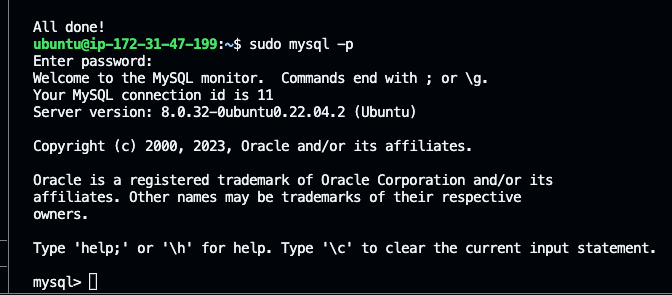 All done!
ubuntu@ip-172-31-47-199:~$ sudo mysql -p
Enter password:
Welcome to the MySQL monitor.  Commands end with ; or \g.
Your MySQL connection id is 11
Server version: 8.0.32-0ubuntu0.22.04.2 (Ubuntu)
Copyright (c) 2000, 2023, Oracle and/or its affiliates.
Oracle is a registered trademark of Oracle Corporation and/or its
affiliates. Other names may be trademarks of their respective
owners.
Type 'help;' or '\h' for help. Type '\c' to clear the current input statement.
mysql>